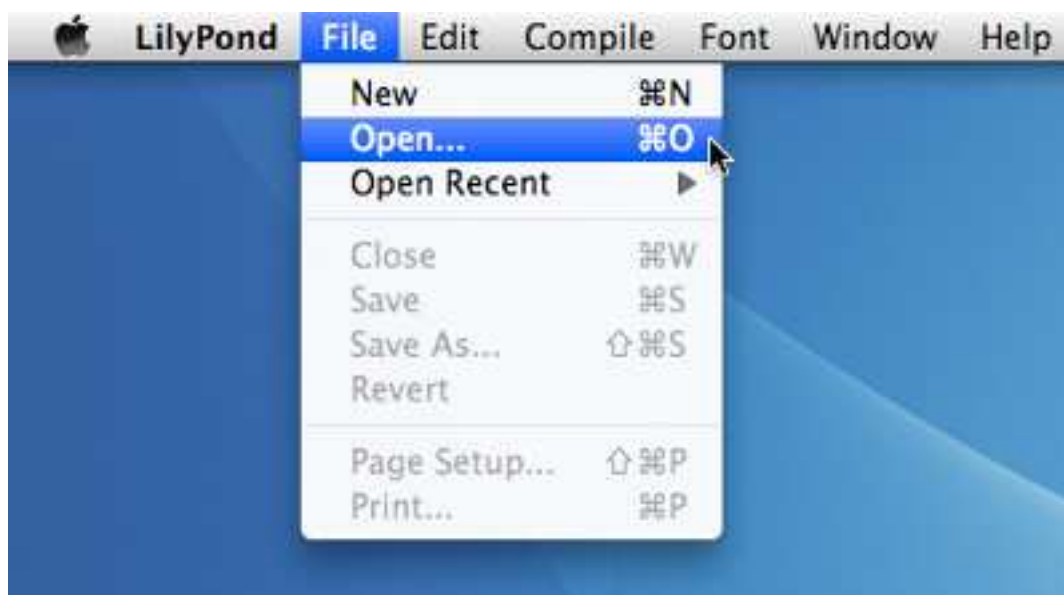 LilyPond File Edit Compile Font Window Help
New ⌘N
Open... ⌘O
Open Recent ▶
Close ⌘W
Save ⌘S
Save As... ⇧⌘S
Revert
Page Setup... ⇧⌘P
Print... ⌘P